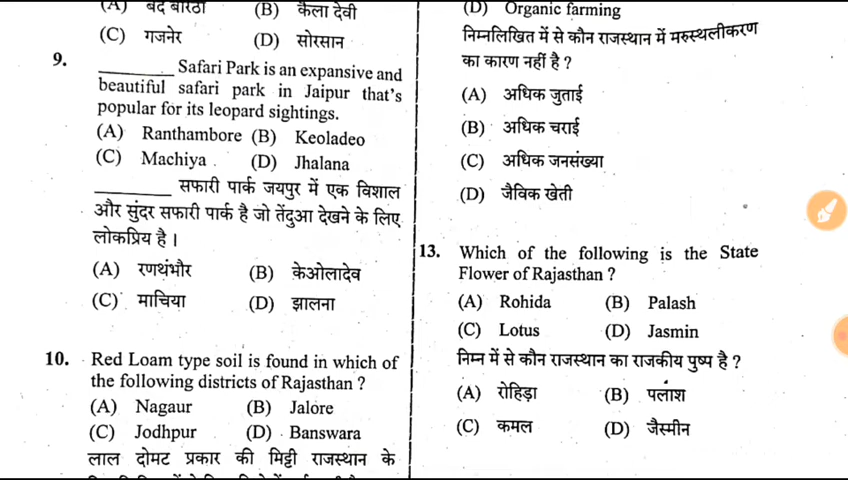 (A) बंद बारेठा (B) कैला देवी
(C) गजनेर (D) सोरसान
9. ________ Safari Park is an expansive and
beautiful safari park in Jaipur that's
popular for its leopard sightings.
(A) Ranthambore (B) Keoladeo
(C) Machiya (D) Jhalana
________ सफारी पार्क जयपुर में एक विशाल
और सुंदर सफारी पार्क है जो तेंदुआ देखने के लिए
लोकप्रिय है ।
(A) रणथंभौर (B) केओलादेव
(C) माचिया (D) झालना
10. Red Loam type soil is found in which of
the following districts of Rajasthan ?
(A) Nagaur (B) Jalore
(C) Jodhpur (D) Banswara
लाल दोमट प्रकार की मिट्टी राजस्थान के
(D) Organic farming
निम्नलिखित में से कौन राजस्थान में मरुस्थलीकरण
का कारण नहीं है ?
(A) अधिक जुताई
(B) अधिक चराई
(C) अधिक जनसंख्या
(D) जैविक खेती
13. Which of the following is the State
Flower of Rajasthan ?
(A) Rohida (B) Palash
(C) Lotus (D) Jasmin
निम्न में से कौन राजस्थान का राजकीय पुष्प है ?
(A) रोहिड़ा (B) पलाश
(C) कमल (D) जैस्मीन